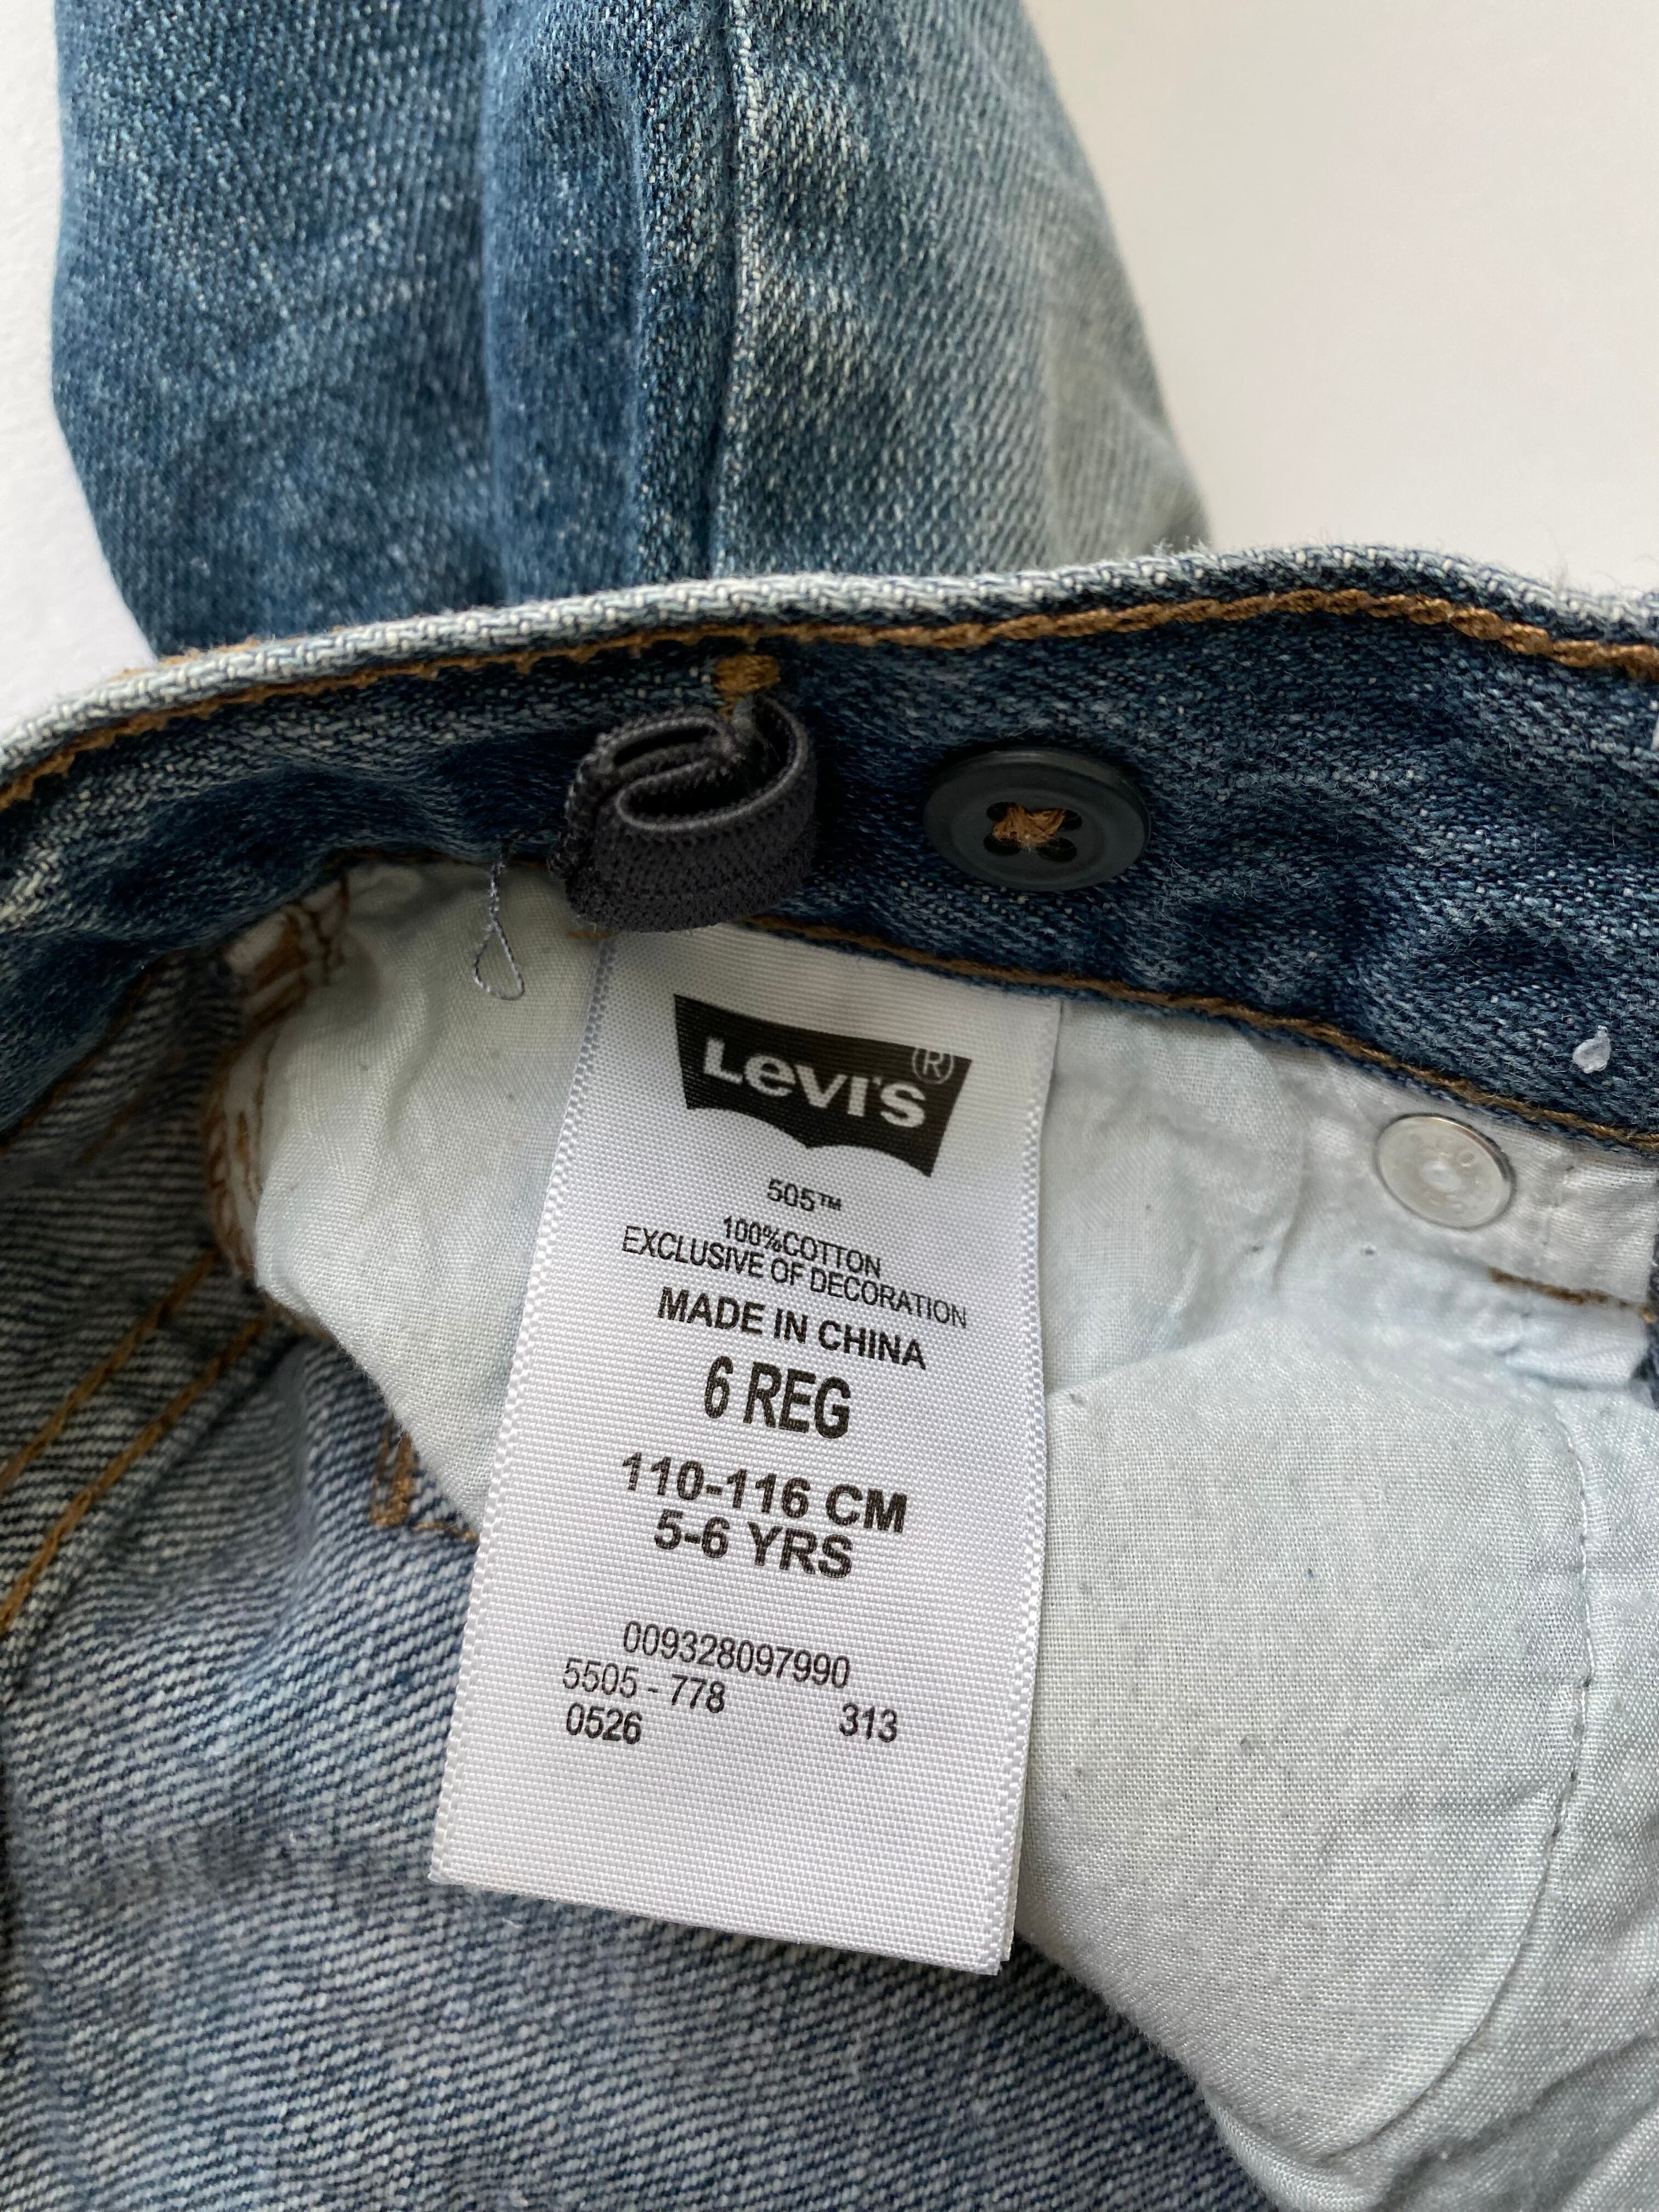 LEVI'S®
505™
100%COTTON
EXCLUSIVE OF DECORATION
MADE IN CHINA
6 REG
110-116 CM
5-6 YRS
009328097990
5505 - 778
0526 313